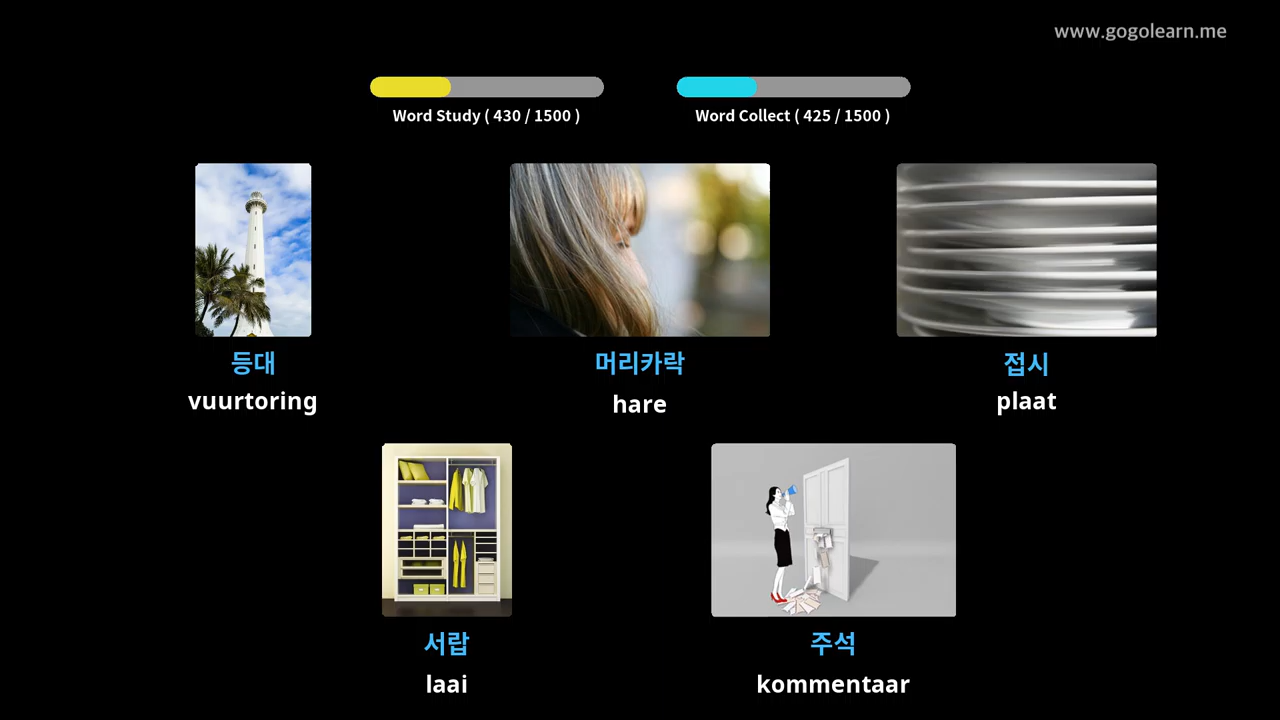 www.gogolearn.me
Word Study ( 430 / 1500 )
Word Collect ( 425 / 1500 )
등대
vuurtoring
머리카락
hare
접시
plaat
서랍
laai
주석
kommentaar